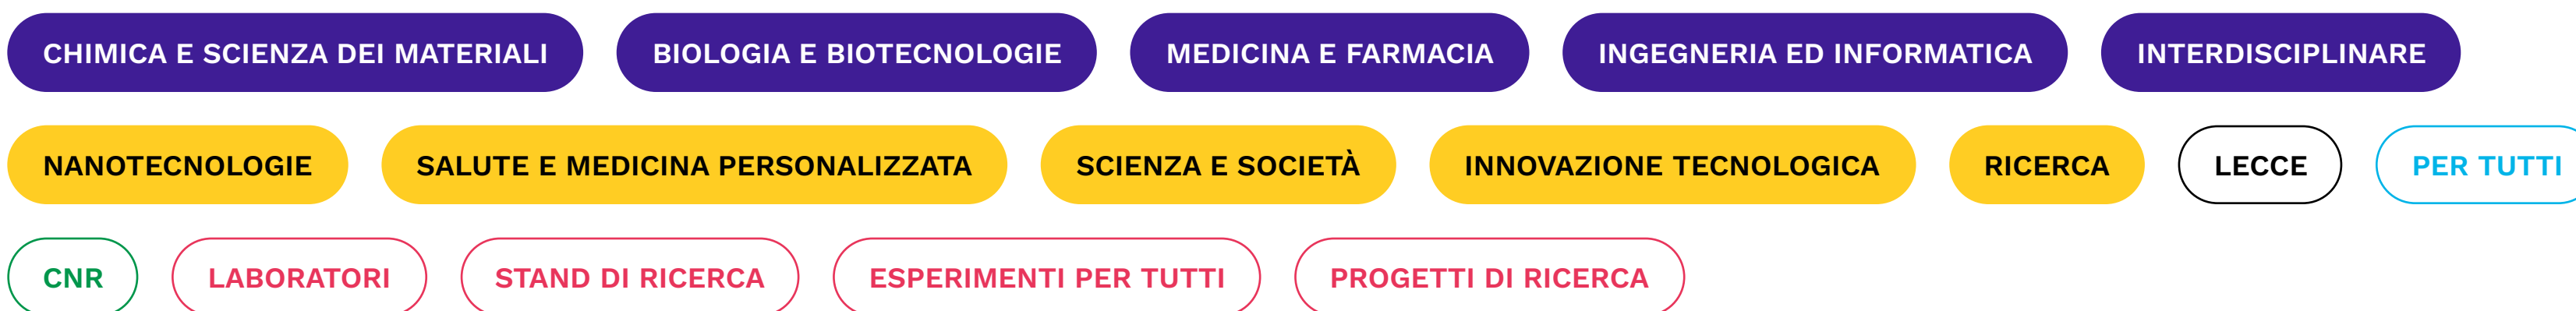 CHIMICA E SCIENZA DEI MATERIALI BIOLOGIA E BIOTECNOLOGIE MEDICINA E FARMACIA INGEGNERIA ED INFORMATICA INTERDISCIPLINARE
NANOTECNOLOGIE SALUTE E MEDICINA PERSONALIZZATA SCIENZA E SOCIETÀ INNOVAZIONE TECNOLOGICA RICERCA LECCE PER TUTTI
CNR LABORATORI STAND DI RICERCA ESPERIMENTI PER TUTTI PROGETTI DI RICERCA